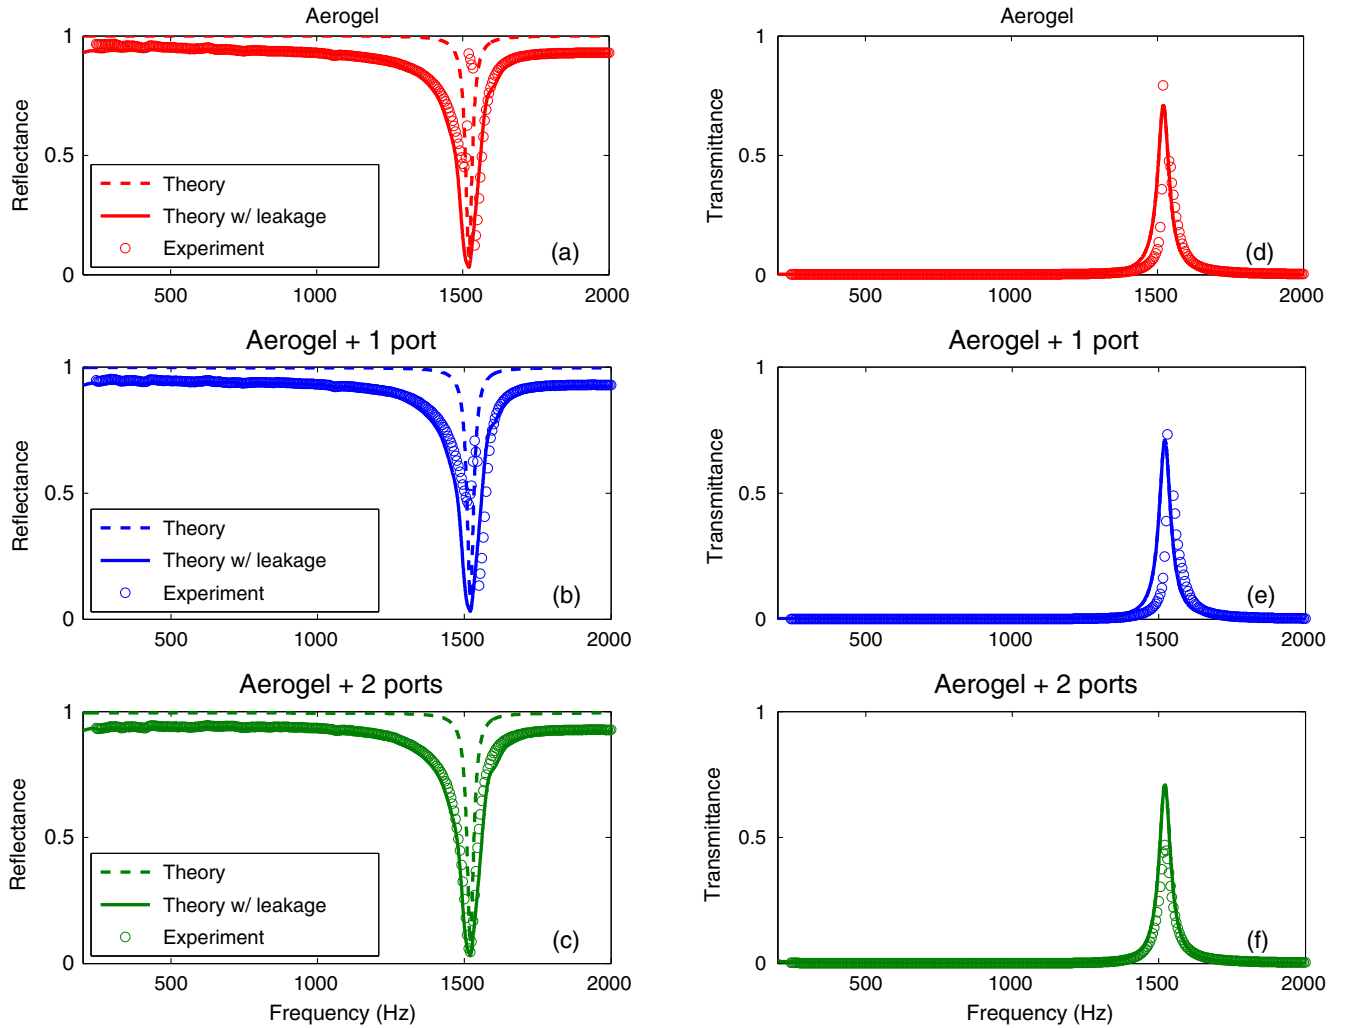 Aerogel
1
0.5
0
Reflectance
Theory
Theory w/ leakage
Experiment
(a)
500
1000
1500
2000
Aerogel
1
0.5
0
Transmittance
(d)
500
1000
1500
2000
Aerogel + 1 port
1
0.5
0
Reflectance
Theory
Theory w/ leakage
Experiment
(b)
500
1000
1500
2000
Aerogel + 1 port
1
0.5
0
Transmittance
(e)
500
1000
1500
2000
Aerogel + 2 ports
1
0.5
0
Reflectance
Theory
Theory w/ leakage
Experiment
(c)
500
1000
1500
2000
Frequency (Hz)
Aerogel + 2 ports
1
0.5
0
Transmittance
(f)
500
1000
1500
2000
Frequency (Hz)